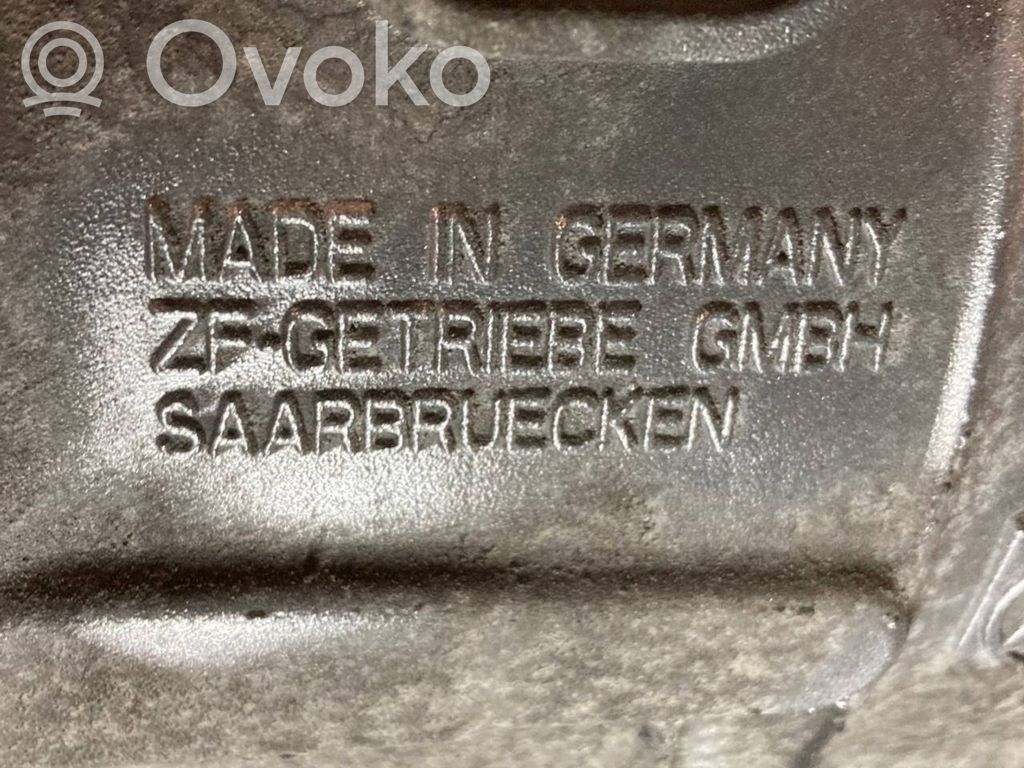 Ovoko
MADE IN GERMANY
ZF-GETRIEBE GMBH
SAARBRUECKEN